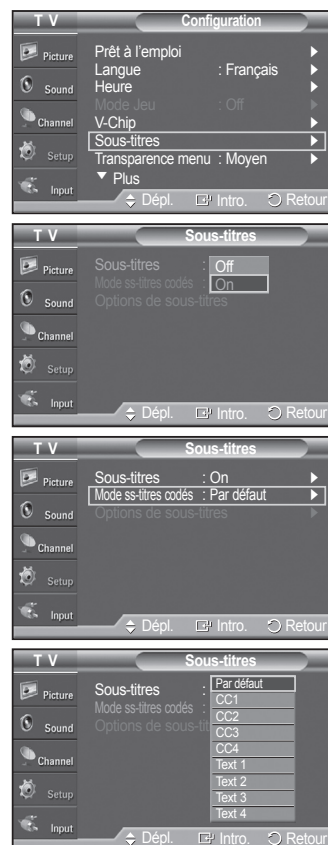 T V Configuration
Picture
Sound
Channel
Setup
Input
Prêt à l'emploi
Langue : Français
Heure
Mode Jeu : Off
V-Chip
Sous-titres
Transparence menu : Moyen
Plus
Dépl. Intro. Retour
T V Sous-titres
Picture
Sound
Channel
Setup
Input
Sous-titres : Off
Mode ss-titres codés : On
Options de sous-titres
Dépl. Intro. Retour
T V Sous-titres
Picture
Sound
Channel
Setup
Input
Sous-titres : On
Mode ss-titres codés : Par défaut
Options de sous-titres
Dépl. Intro. Retour
T V Sous-titres
Picture
Sound
Channel
Setup
Input
Sous-titres :
Mode ss-titres codés :
Options de sous-tit
Par défaut
CC1
CC2
CC3
CC4
Text 1
Text 2
Text 3
Text 4
Dépl. Intro. Retour